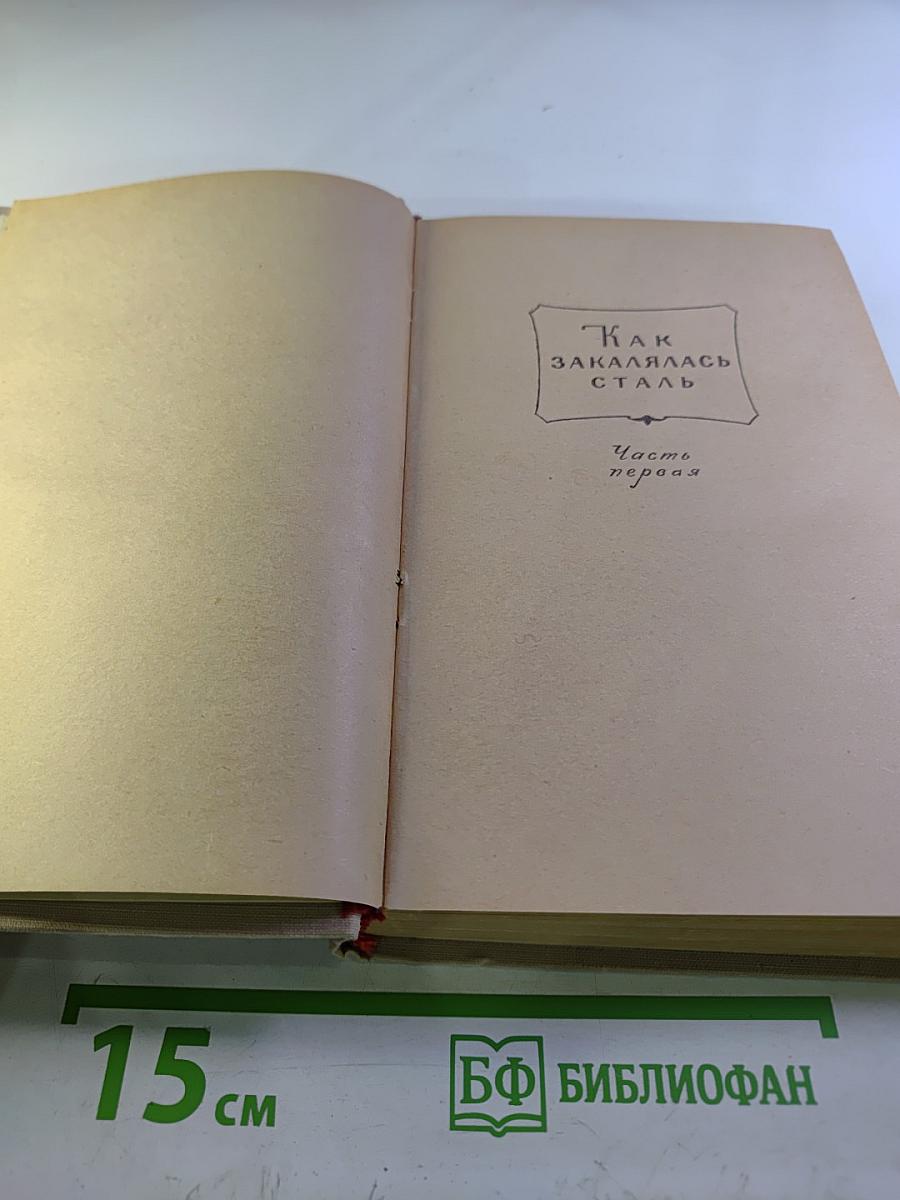 Как
закалялась
сталь
Часть
первая
15 см
БФ БИБЛИОФАН